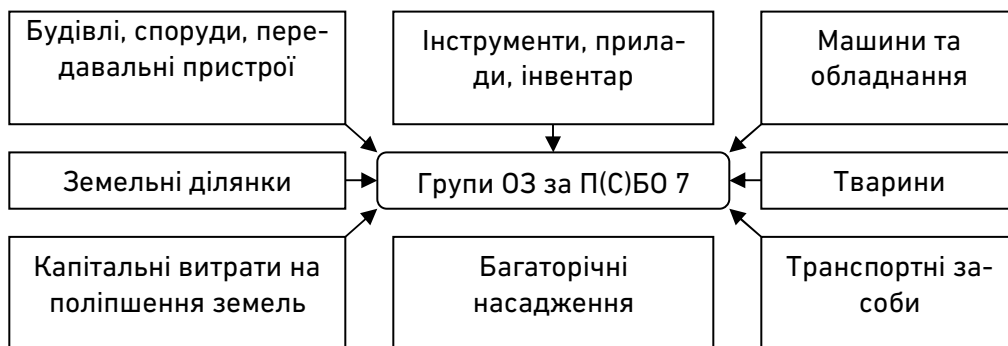 Будівлі, споруди, пере-
давальні пристрої
Інструменти, прила-
ди, інвентар
Машини та
обладнання
Земельні ділянки
Групи ОЗ за П(С)БО 7
Тварини
Капітальні витрати на
поліпшення земель
Багаторічні
насадження
Транспортні за-
соби